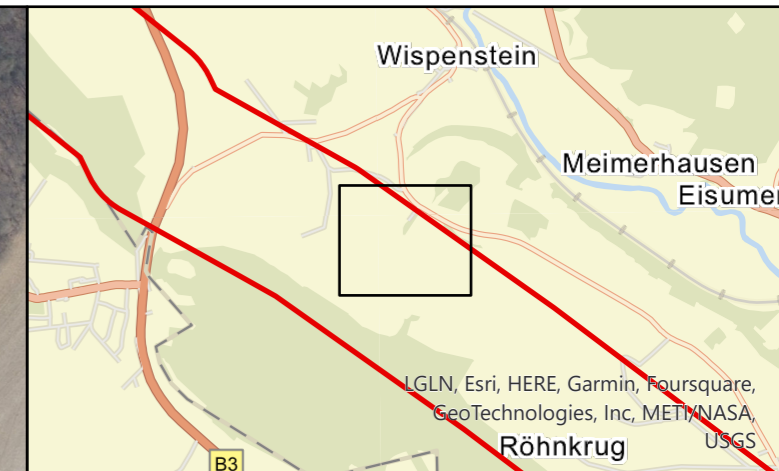 Wispenstein
Meimerhausen
Eisumer
LGLN, Esri, HERE, Garmin, Foursquare,
GeoTechnologies, Inc, METI/NASA,
USGS
Röhnkrug
B3